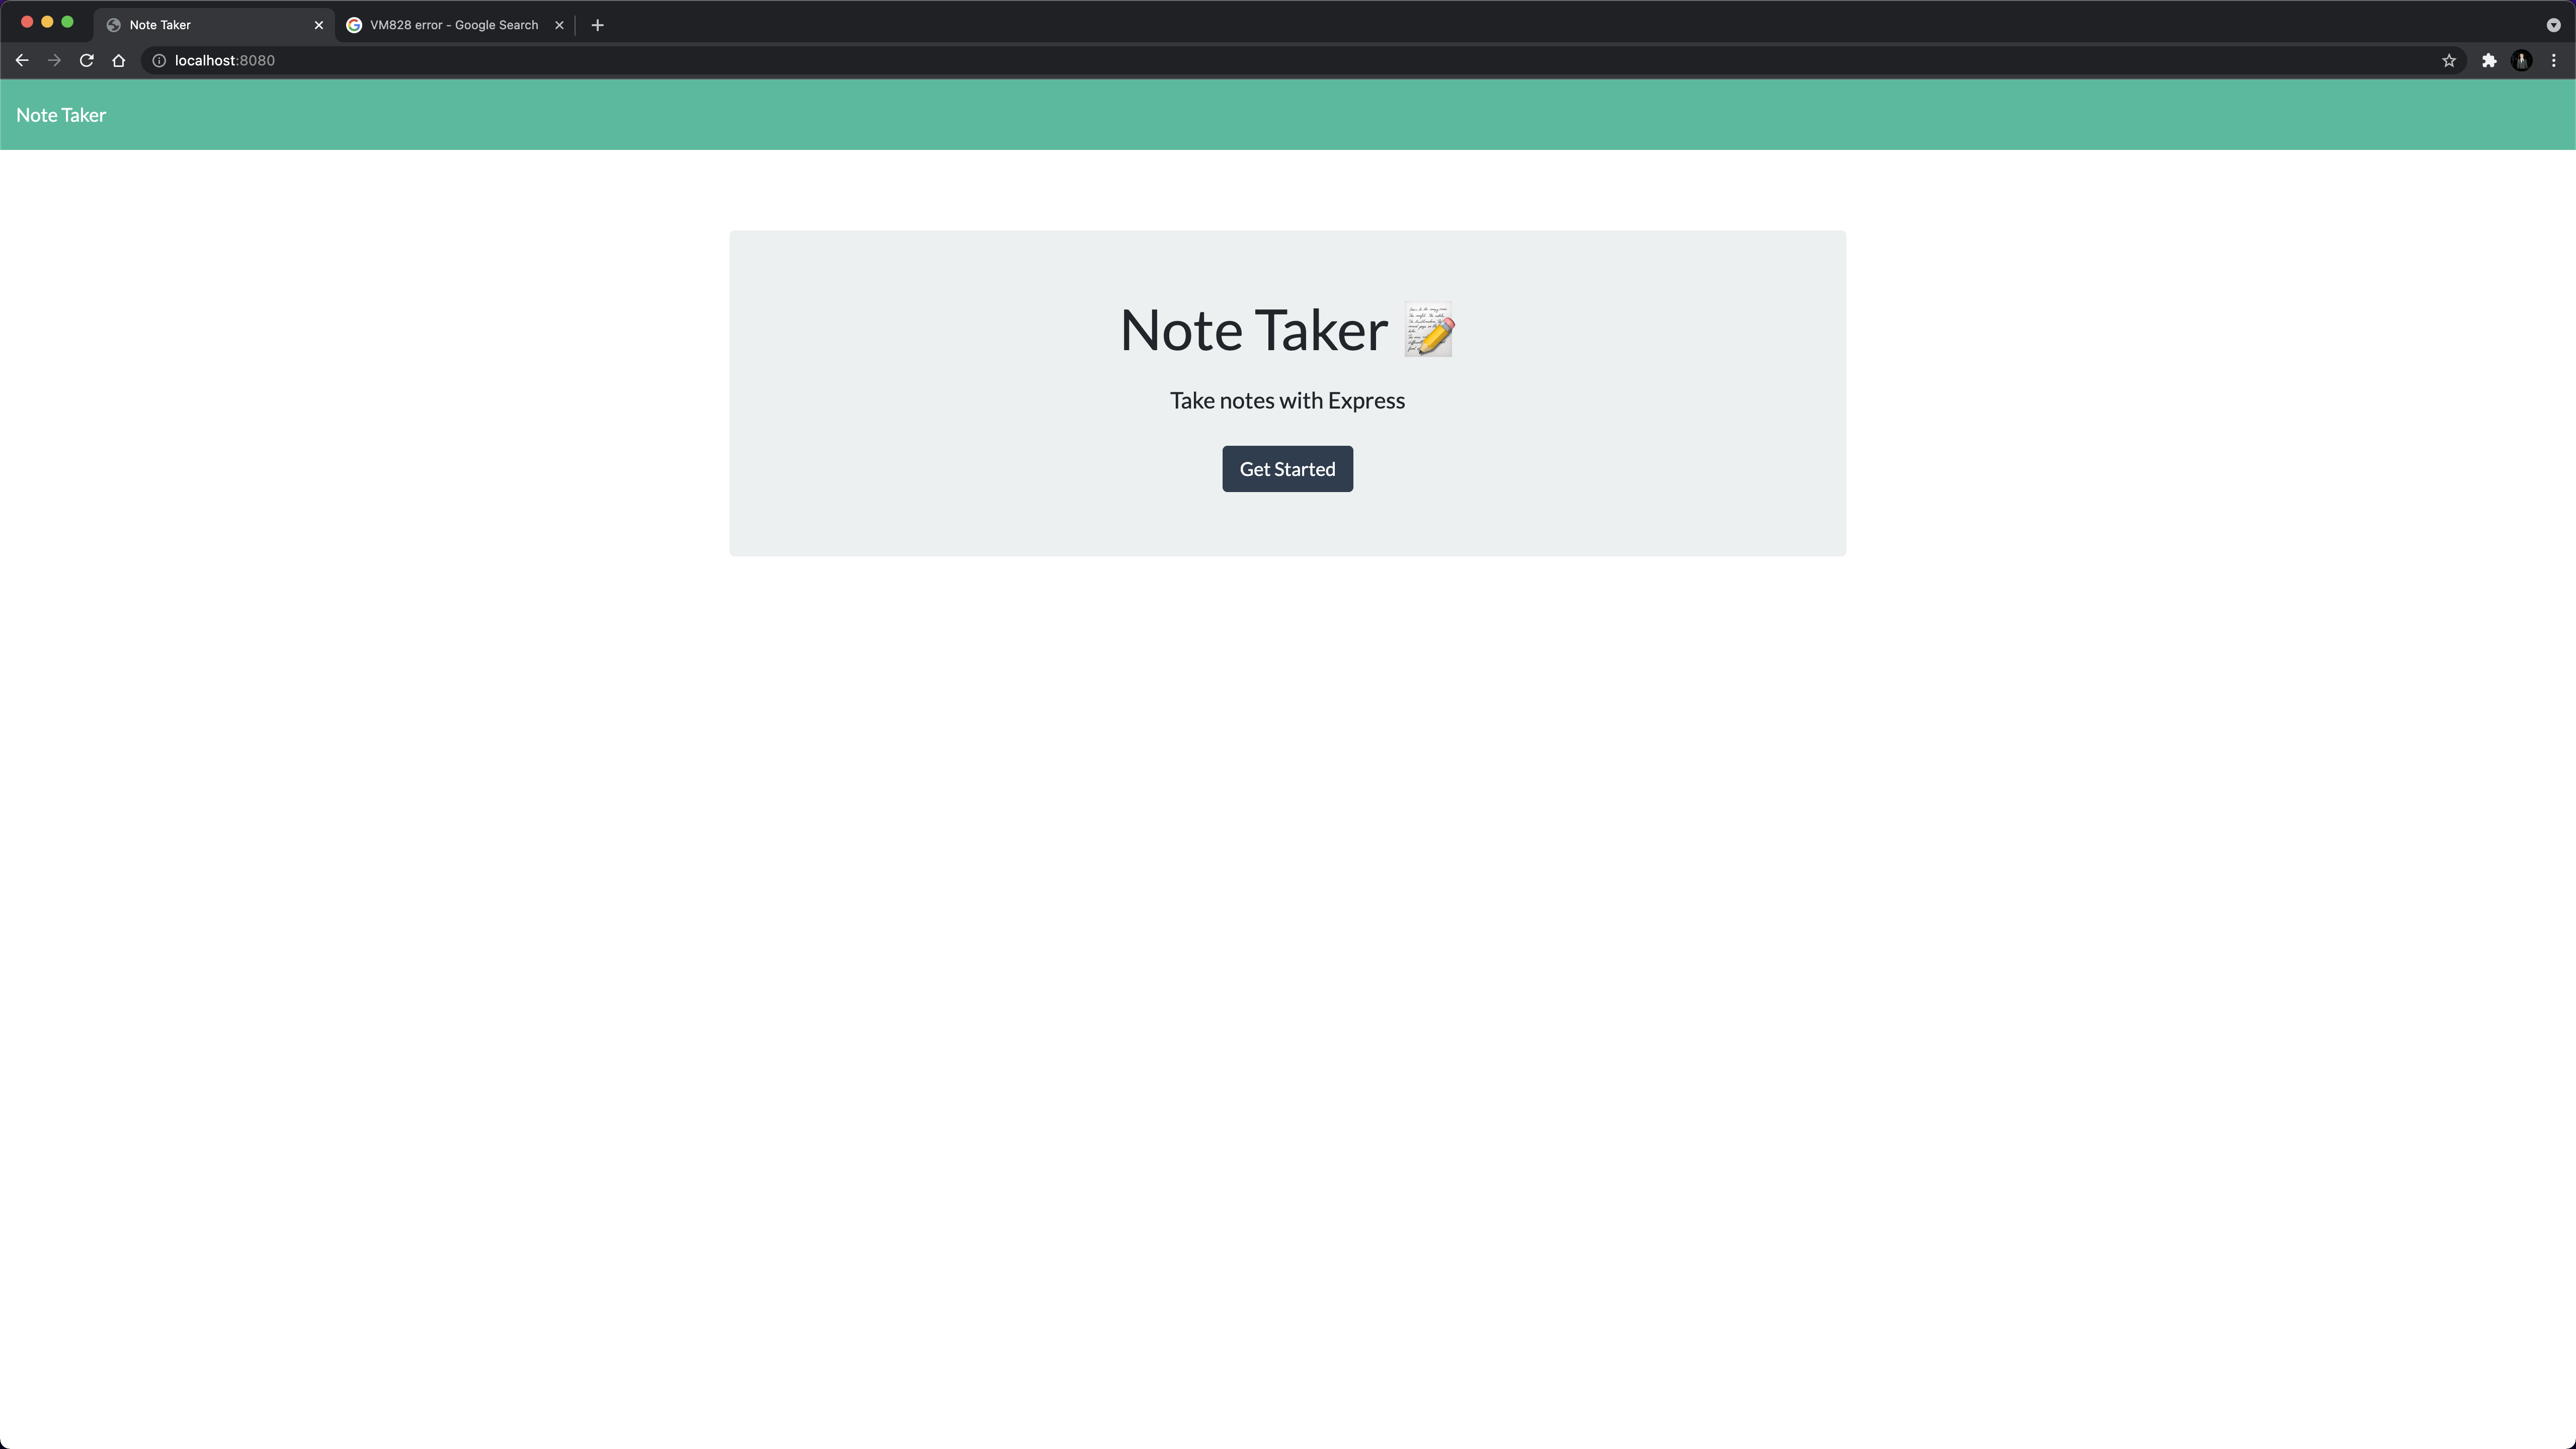 Note Taker
VM828 error - Google Search
localhost:8080
Note Taker
Note Taker
Take notes with Express
Get Started